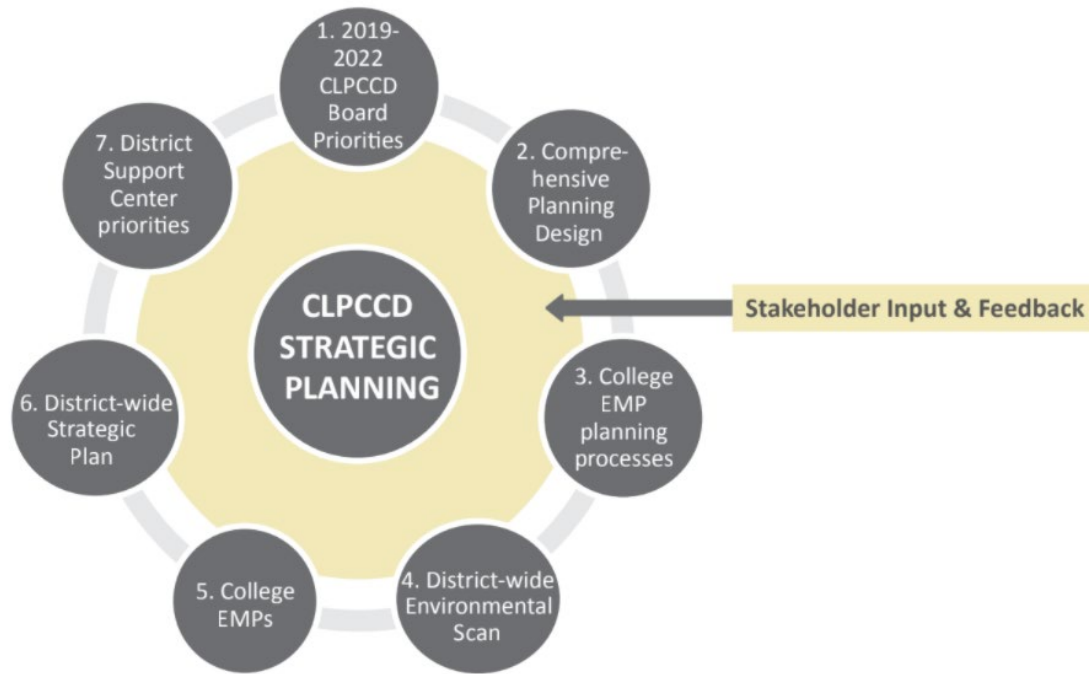 1. 2019-
2022
CLPCCD
Board
Priorities
2. Compre-
hensive
Planning
Design
3. College
EMP
planning
processes
4. District-wide
Environmental
Scan
5. College
EMPs
6. District-wide
Strategic
Plan
7. District
Support
Center
priorities
CLPCCD
STRATEGIC
PLANNING
Stakeholder Input & Feedback